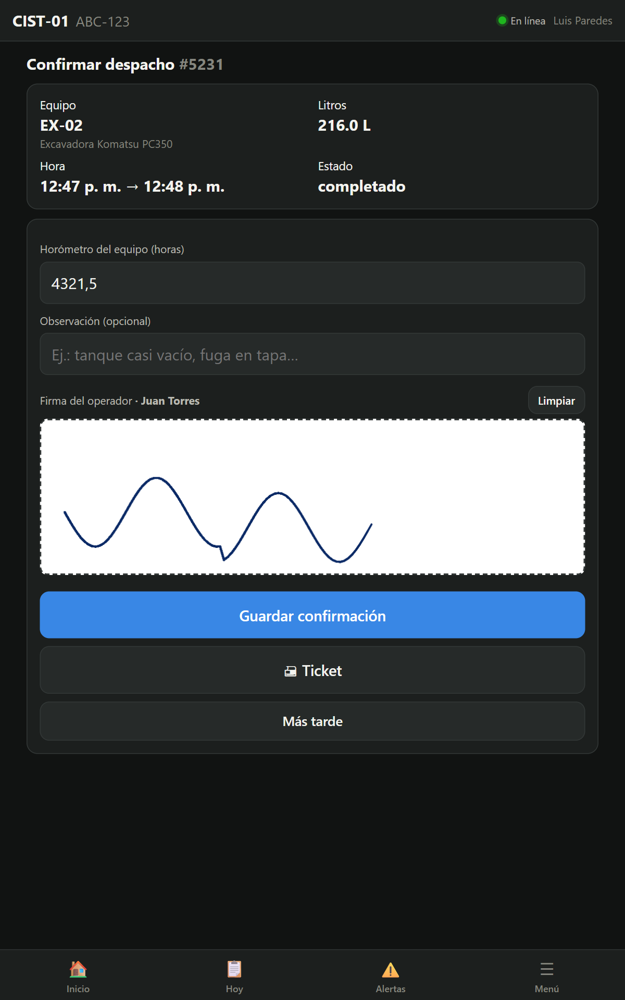 CIST-01 ABC-123
En línea Luis Paredes
Confirmar despacho #5231
Equipo
EX-02
Excavadora Komatsu PC350
Litros
216.0 L
Hora
12:47 p. m. → 12:48 p. m.
Estado
completado
Horómetro del equipo (horas)
4321,5
Observación (opcional)
Ej.: tanque casi vacío, fuga en tapa...
Firma del operador · Juan Torres
Limpiar
Guardar confirmación
Ticket
Más tarde
Inicio
Hoy
Alertas
Menú